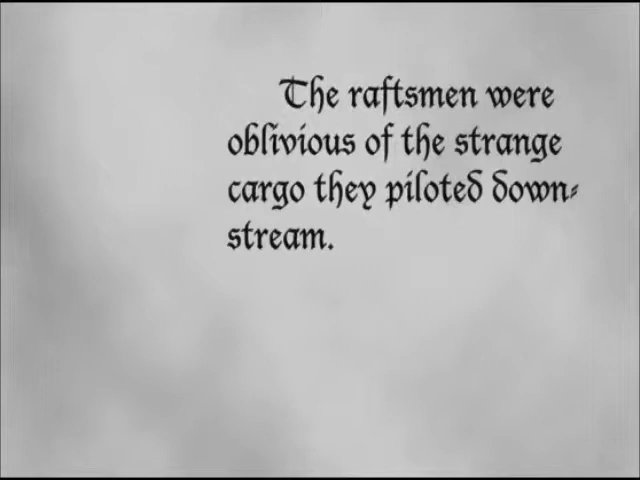 The raftsmen were
oblivious of the strange
cargo they piloted down-
stream.